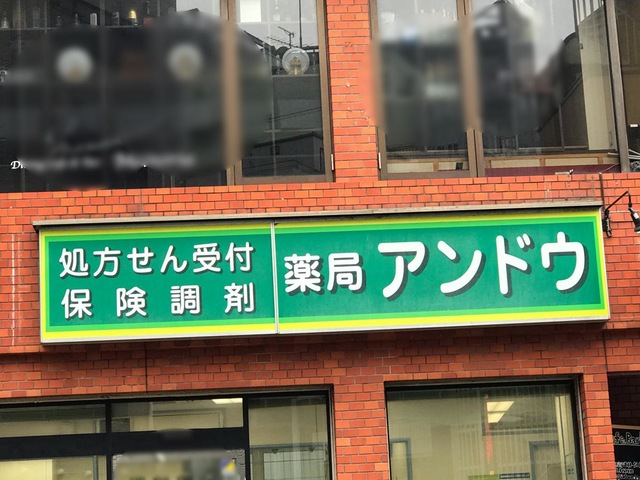 処方せん受付
保険調剤
薬局アンドウ